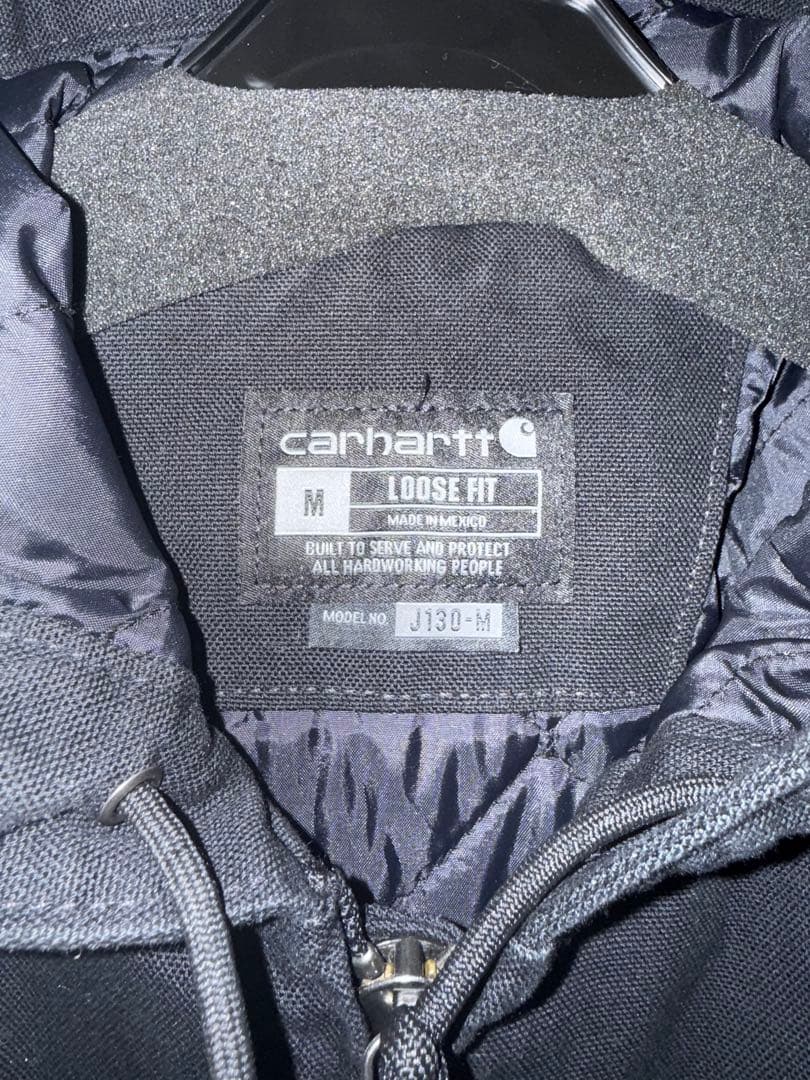 carhartt
M
LOOSE FIT
MADE IN MEXICO
BUILT TO SERVE AND PROTECT
ALL HARDWORKING PEOPLE
MODEL NO. J130-M